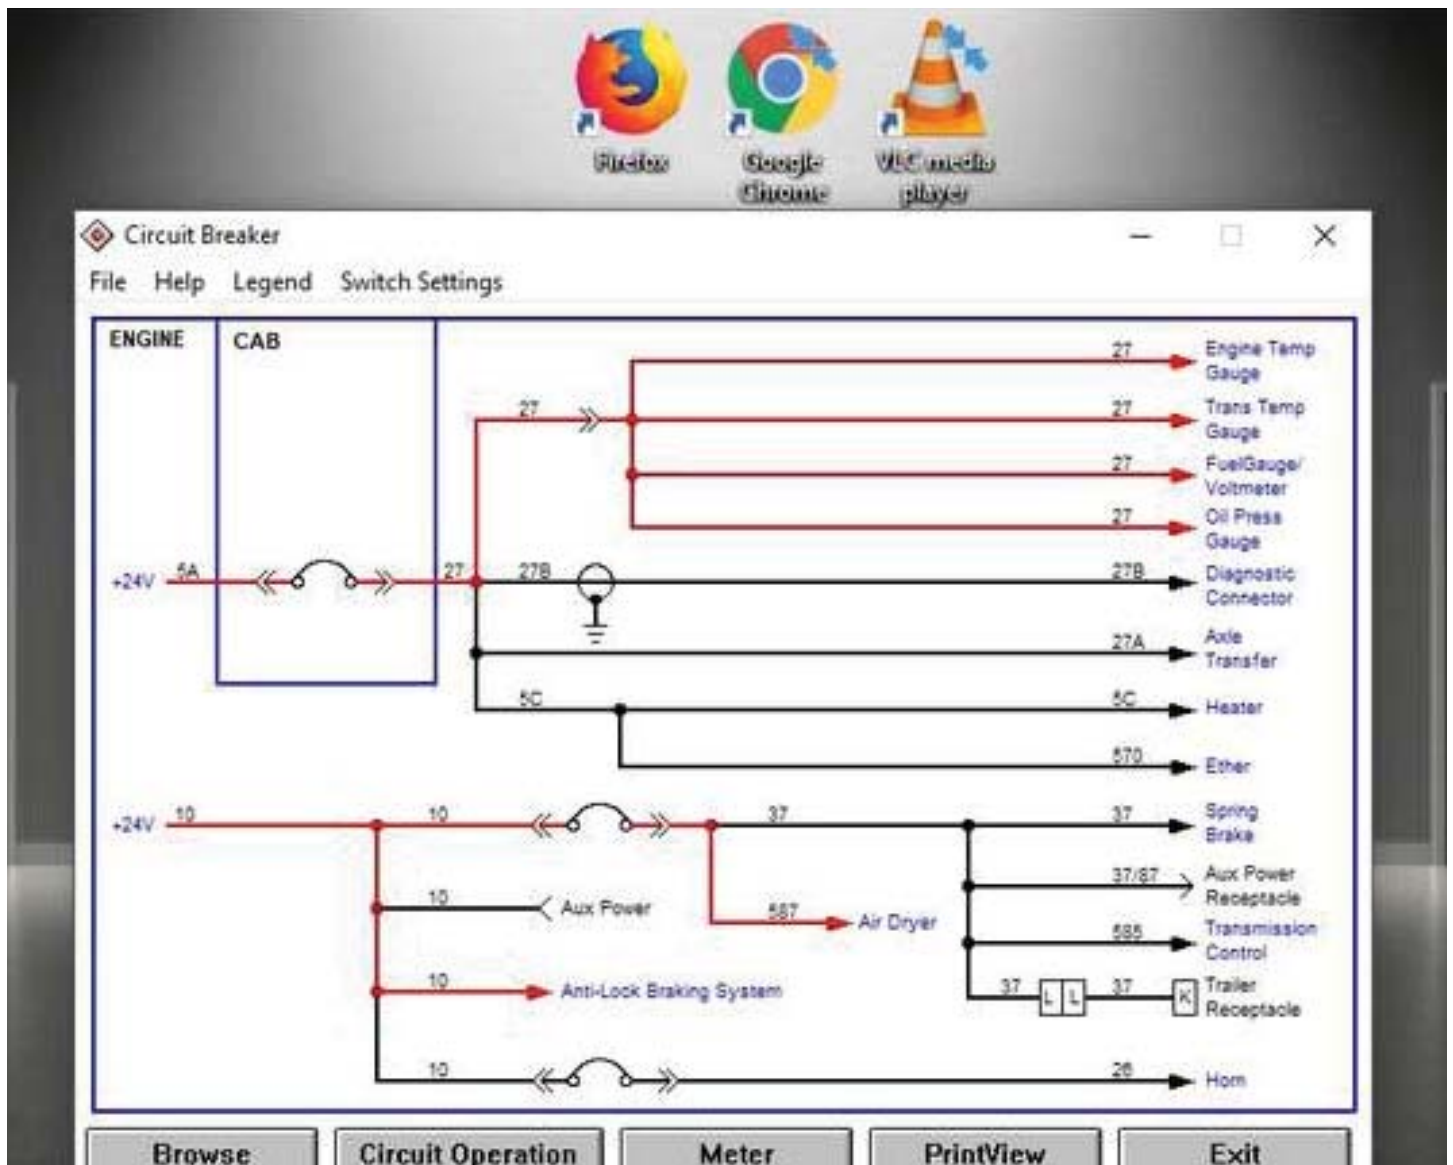 Firefox
Google
Chrome
VLC media
player
Circuit Breaker
File Help Legend Switch Settings
ENGINE
CAB
27
Engine Temp
Gauge
27
27
Trans Temp
Gauge
27
FuelGauge/
Voltmeter
27
Oil Press
Gauge
+24V
5A
27
27B
27B
Diagnostic
Connector
27A
Axle
Transfer
5C
5C
Heater
570
Ether
+24V
10
10
37
37
Spring
Brake
10
Aux Power
587
Air Dryer
37/87
Aux Power
Receptacle
585
Transmission
Control
10
Anti-Lock Braking System
37
L L
37
K
Trailer
Receptacle
10
26
Horn
Browse
Circuit Operation
Meter
PrintView
Exit